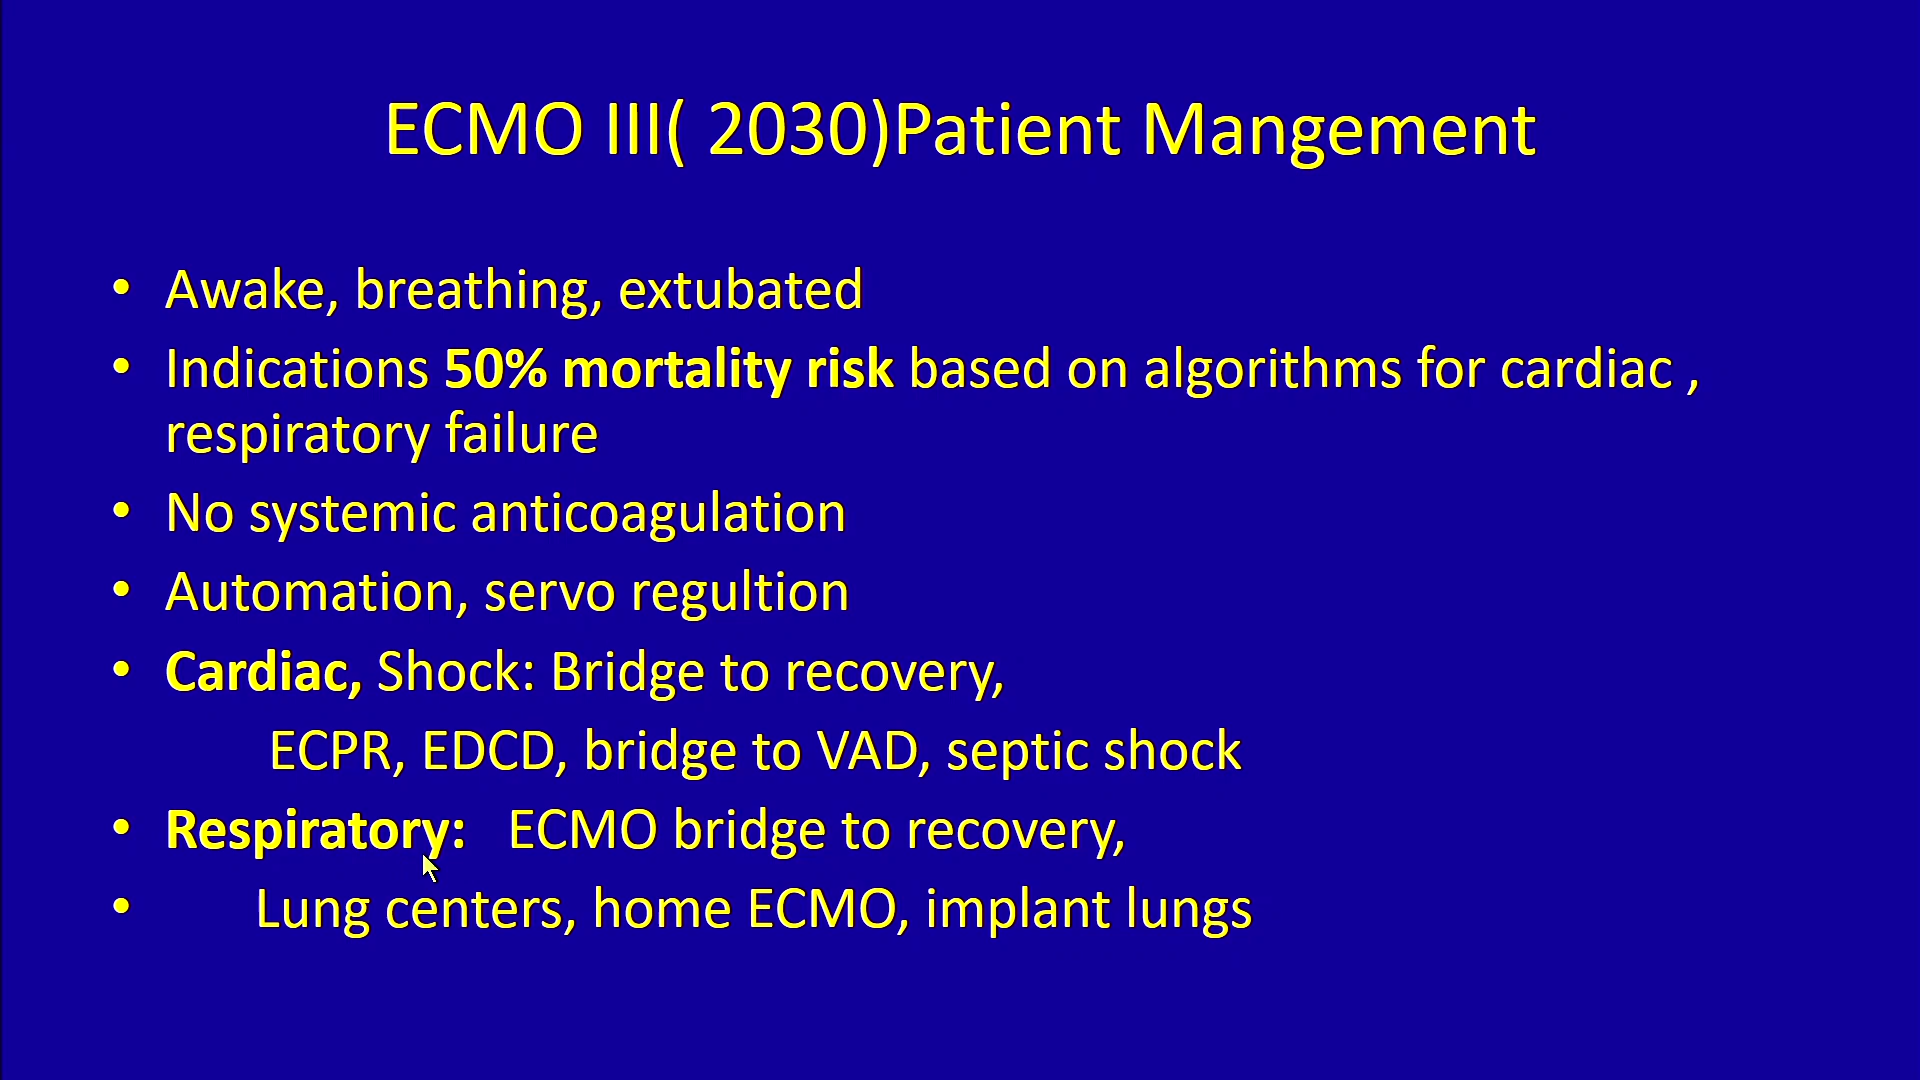 ECMO III( 2030)Patient Mangement
• Awake, breathing, extubated
• Indications 50% mortality risk based on algorithms for cardiac ,
respiratory failure
• No systemic anticoagulation
• Automation, servo regultion
• Cardiac, Shock: Bridge to recovery,
ECPR, EDCD, bridge to VAD, septic shock
• Respiratory: ECMO bridge to recovery,
• Lung centers, home ECMO, implant lungs